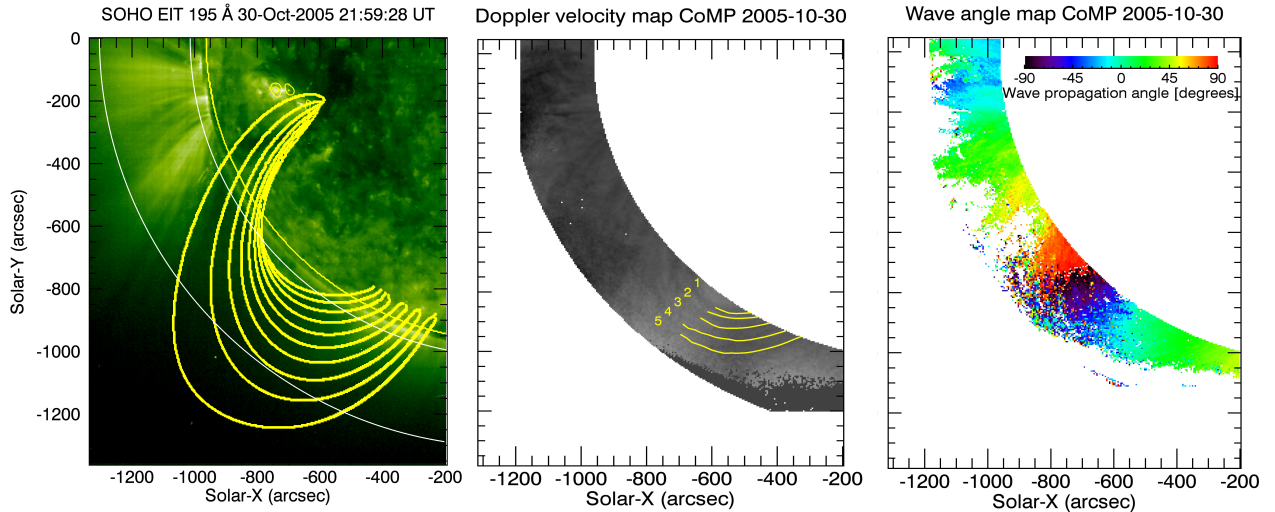 SOHO EIT 195 Å 30-Oct-2005 21:59:28 UT
0
-200
-400
-600
-800
-1000
-1200
Solar-Y (arcsec)
-1200 -1000 -800 -600 -400 -200
Solar-X (arcsec)
Doppler velocity map CoMP 2005-10-30
1
2
3
4
5
-1200 -1000 -800 -600 -400 -200
Solar-X (arcsec)
Wave angle map CoMP 2005-10-30
-90 -45 0 45 90
Wave propagation angle [degrees]
-1200 -1000 -800 -600 -400 -200
Solar-X (arcsec)